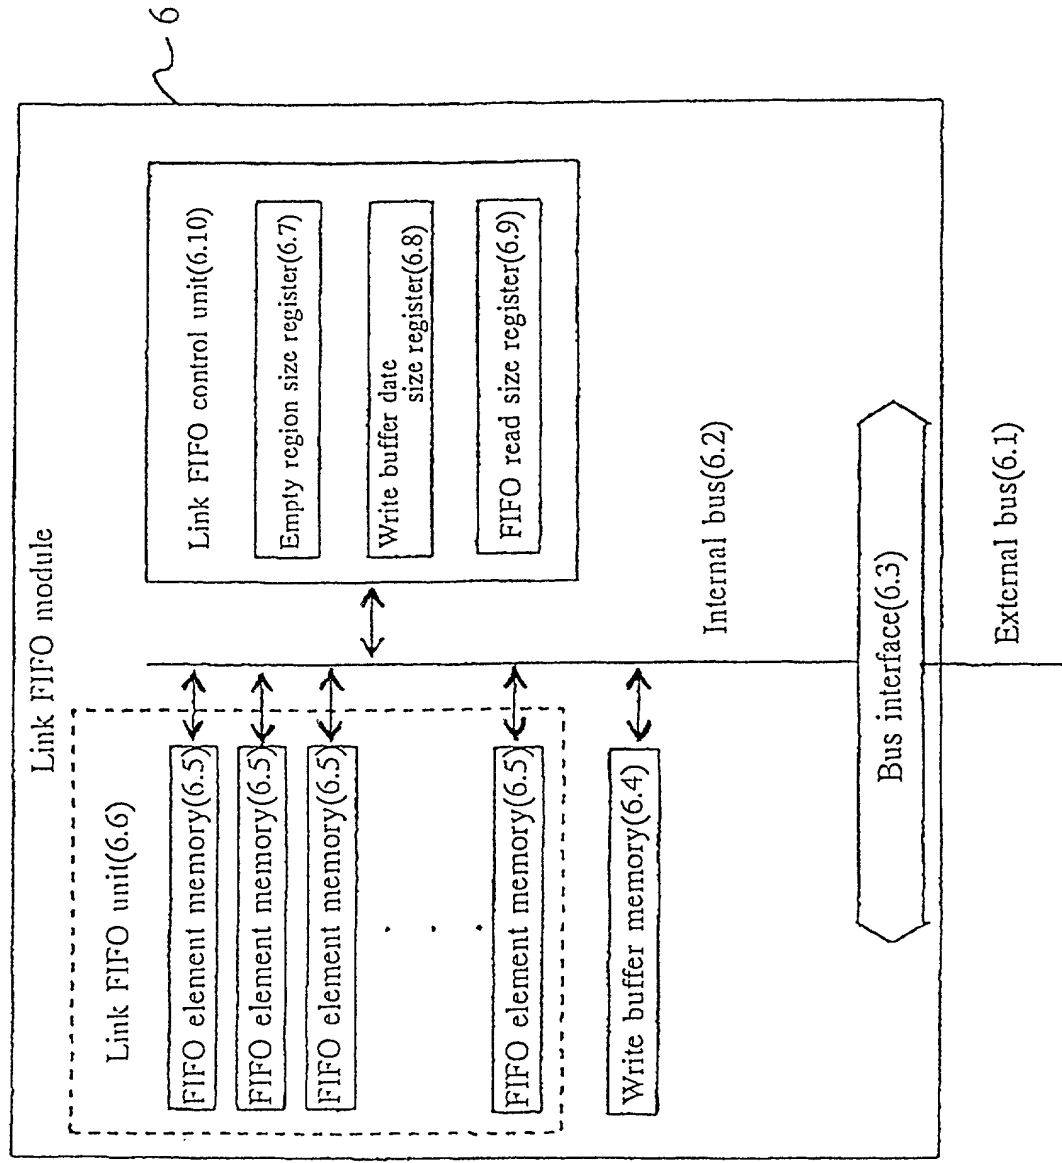 6
Link FIFO module
Link FIFO unit(6.6)
FIFO element memory(6.5)
FIFO element memory(6.5)
FIFO element memory(6.5)
. . .
FIFO element memory(6.5)
Write buffer memory(6.4)
Link FIFO control unit(6.10)
Empty region size register(6.7)
Write buffer date
size register(6.8)
FIFO read size register(6.9)
Internal bus(6.2)
Bus interface(6.3)
External bus(6.1)